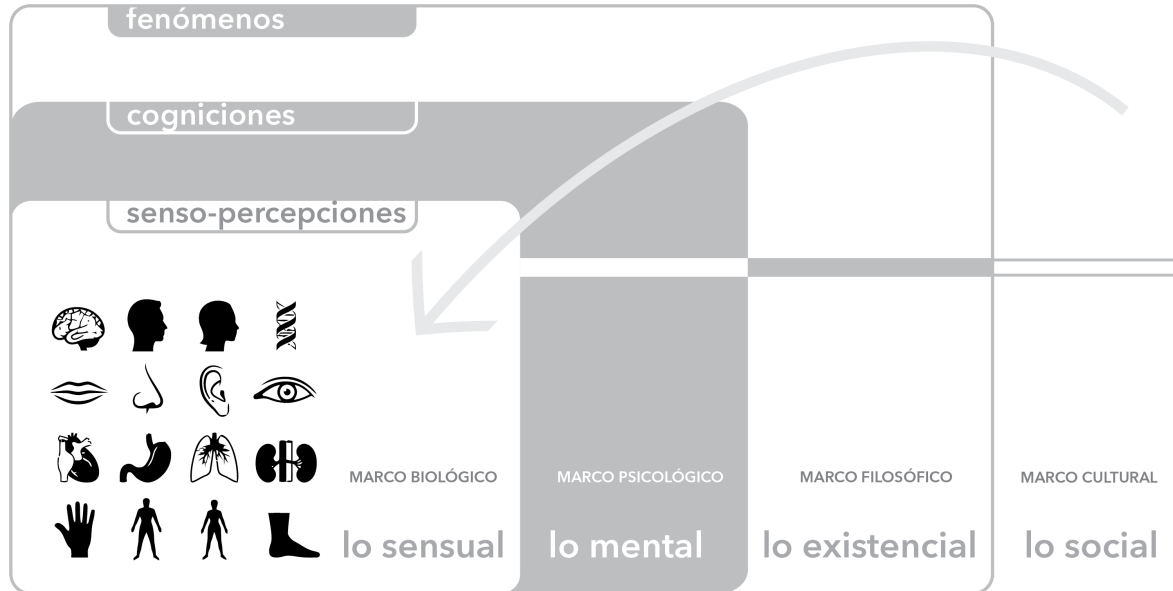 fenómenos
cogniciones
senso-percepciones
MARCO BIOLÓGICO
MARCO PSICOLÓGICO
MARCO FILOSÓFICO
MARCO CULTURAL
lo sensual
lo mental
lo existencial
lo social